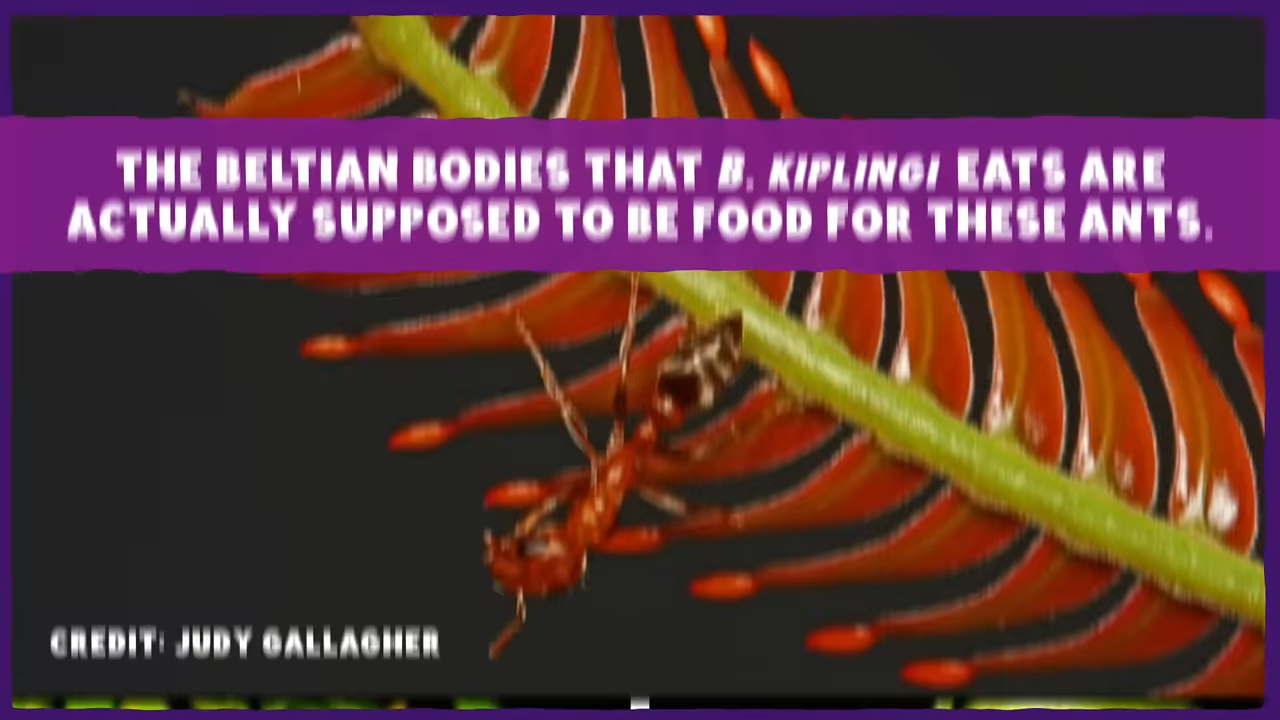 THE BELTIAN BODIES THAT B. KIPLINGI EATS ARE
ACTUALLY SUPPOSED TO BE FOOD FOR THESE ANTS.
CREDIT: JUDY GALLAGHER